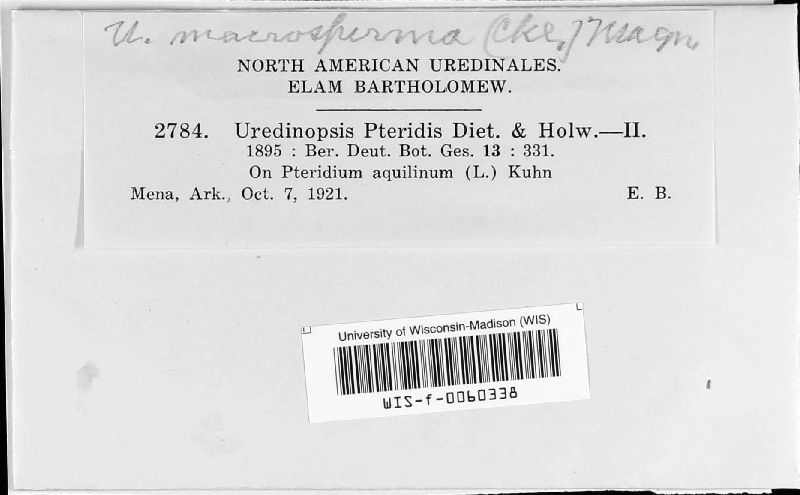 U. macrosperma (Cke.) Magn.
NORTH AMERICAN UREDINALES.
ELAM BARTHOLOMEW.
2784. Uredinopsis Pteridis Diet. & Holw.—II.
1895 : Ber. Deut. Bot. Ges. 13 : 331.
On Pteridium aquilinum (L.) Kuhn
Mena, Ark., Oct. 7, 1921. E. B.
University of Wisconsin-Madison (WIS)
WIS-f-0060338